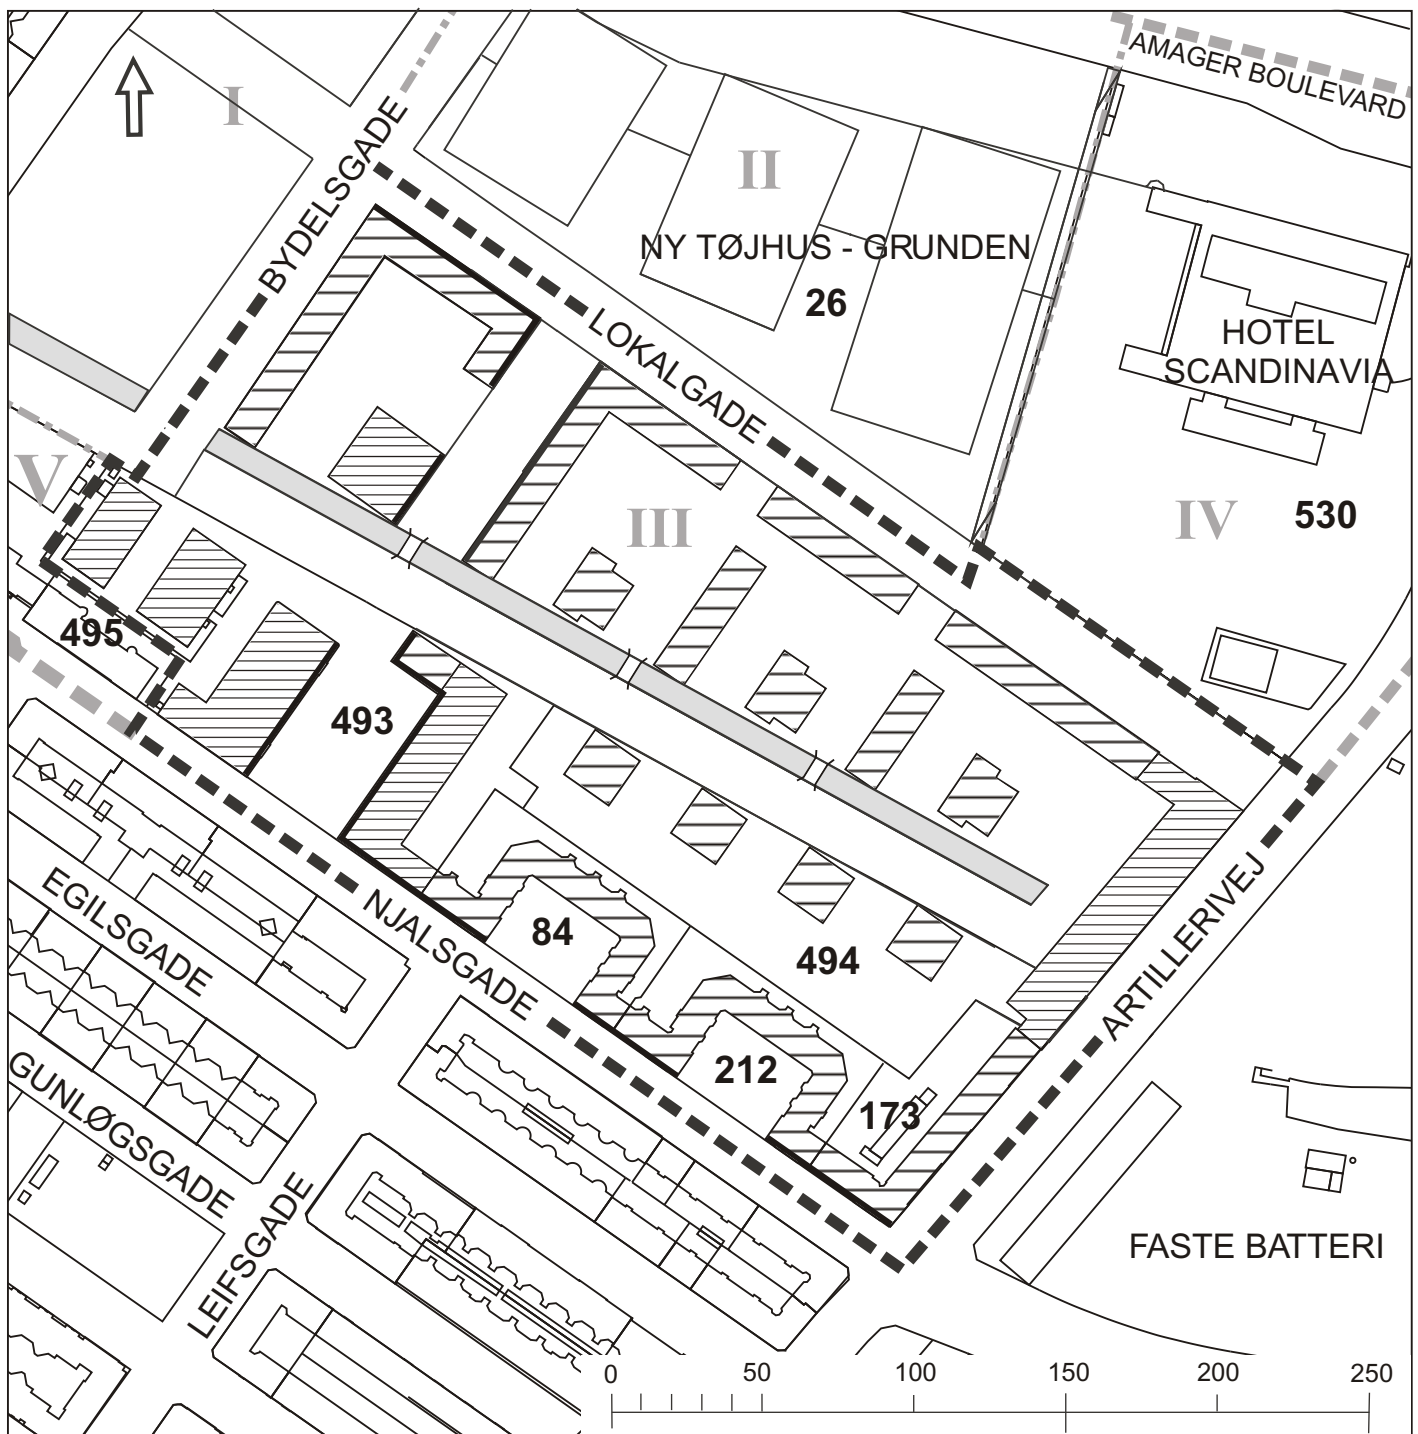 AMAGER BOULEVARD
I
BYDELSGADE
II
NY TØJHUS - GRUNDEN
26
HOTEL
SCANDINAVIA
LOKALGADE
V
III
IV
530
495
493
84
494
EGILSGADE
NJALSGADE
ARTILLERIVEJ
212
173
GUNLØGSGADE
LEIFSGADE
FASTE BATTERI
0 50 100 150 200 250